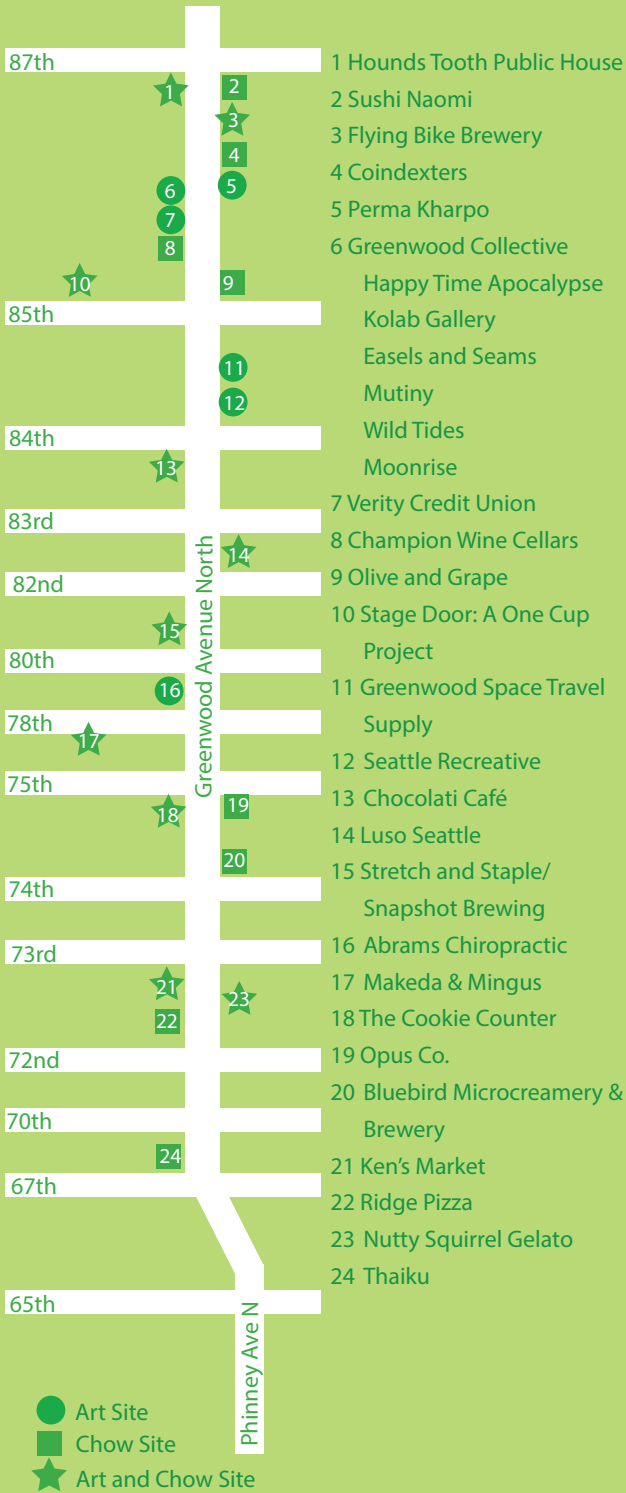 87th
1
2
3
4
5
6
7
8
9
10
85th
11
12
84th
13
83rd
14
82nd
15
80th
16
78th
17
75th
18
19
20
74th
73rd
21
23
22
72nd
70th
24
67th
65th
Greenwood Avenue North
Phinney Ave N
1 Hounds Tooth Public House
2 Sushi Naomi
3 Flying Bike Brewery
4 Coindexters
5 Perma Kharpo
6 Greenwood Collective
Happy Time Apocalypse
Kolab Gallery
Easels and Seams
Mutiny
Wild Tides
Moonrise
7 Verity Credit Union
8 Champion Wine Cellars
9 Olive and Grape
10 Stage Door: A One Cup
Project
11 Greenwood Space Travel
Supply
12 Seattle Recreative
13 Chocolati Café
14 Luso Seattle
15 Stretch and Staple/
Snapshot Brewing
16 Abrams Chiropractic
17 Makeda & Mingus
18 The Cookie Counter
19 Opus Co.
20 Bluebird Microcreamery &
Brewery
21 Ken's Market
22 Ridge Pizza
23 Nutty Squirrel Gelato
24 Thaiku
Art Site
Chow Site
Art and Chow Site